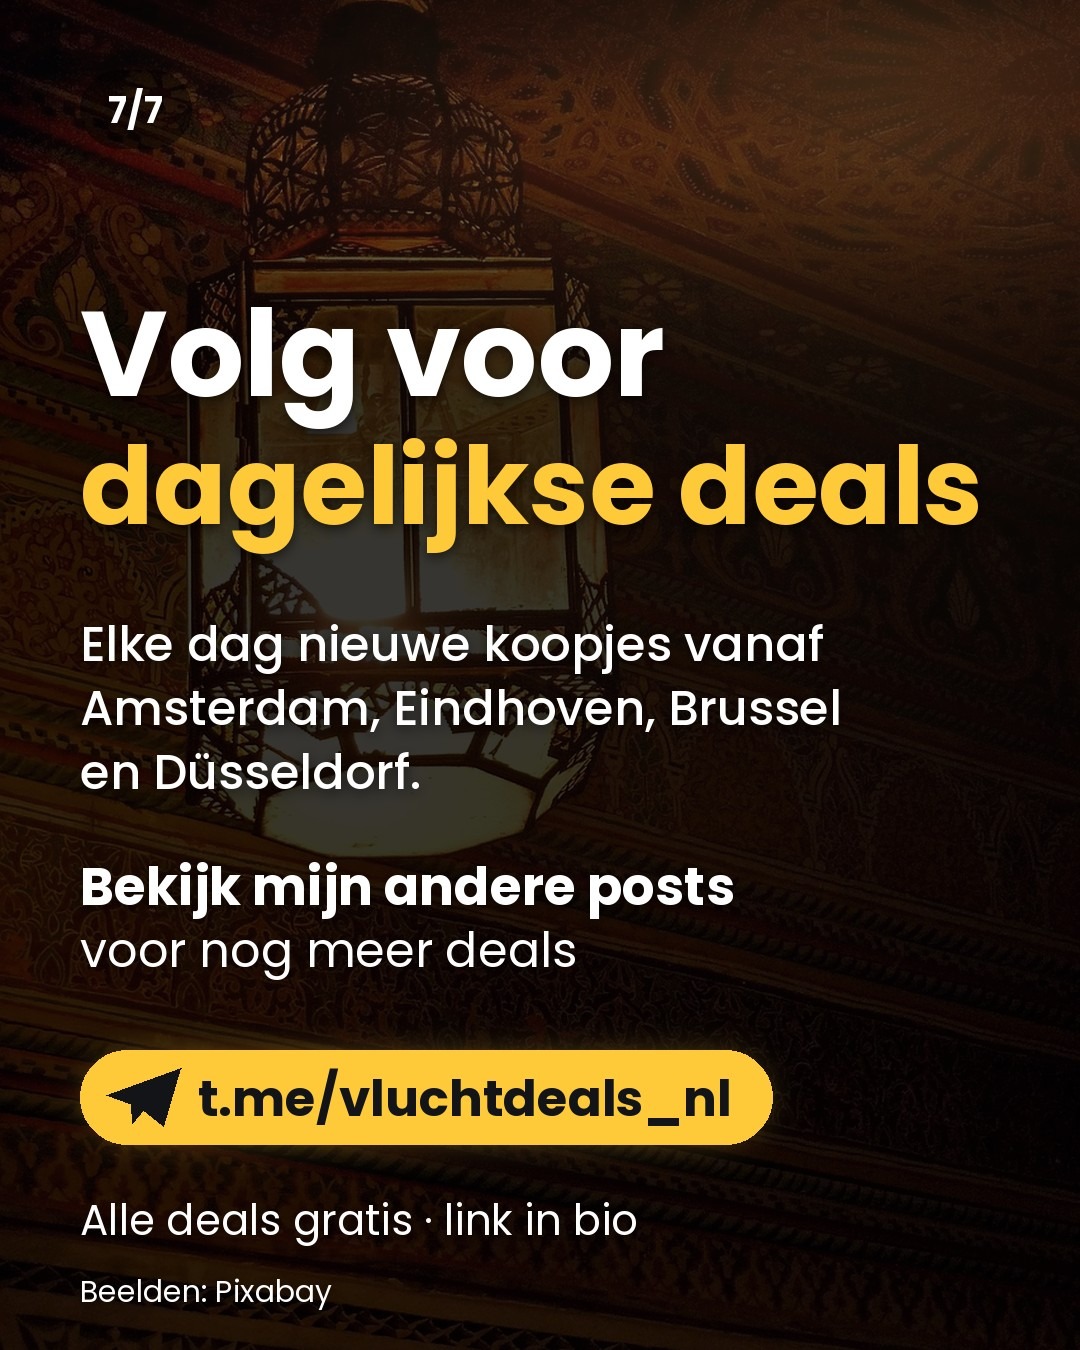 7/7
Volg voor
dagelijkse deals
Elke dag nieuwe koopjes vanaf
Amsterdam, Eindhoven, Brussel
en Düsseldorf.
Bekijk mijn andere posts
voor nog meer deals
t.me/vluchtdeals_nl
Alle deals gratis · link in bio
Beelden: Pixabay